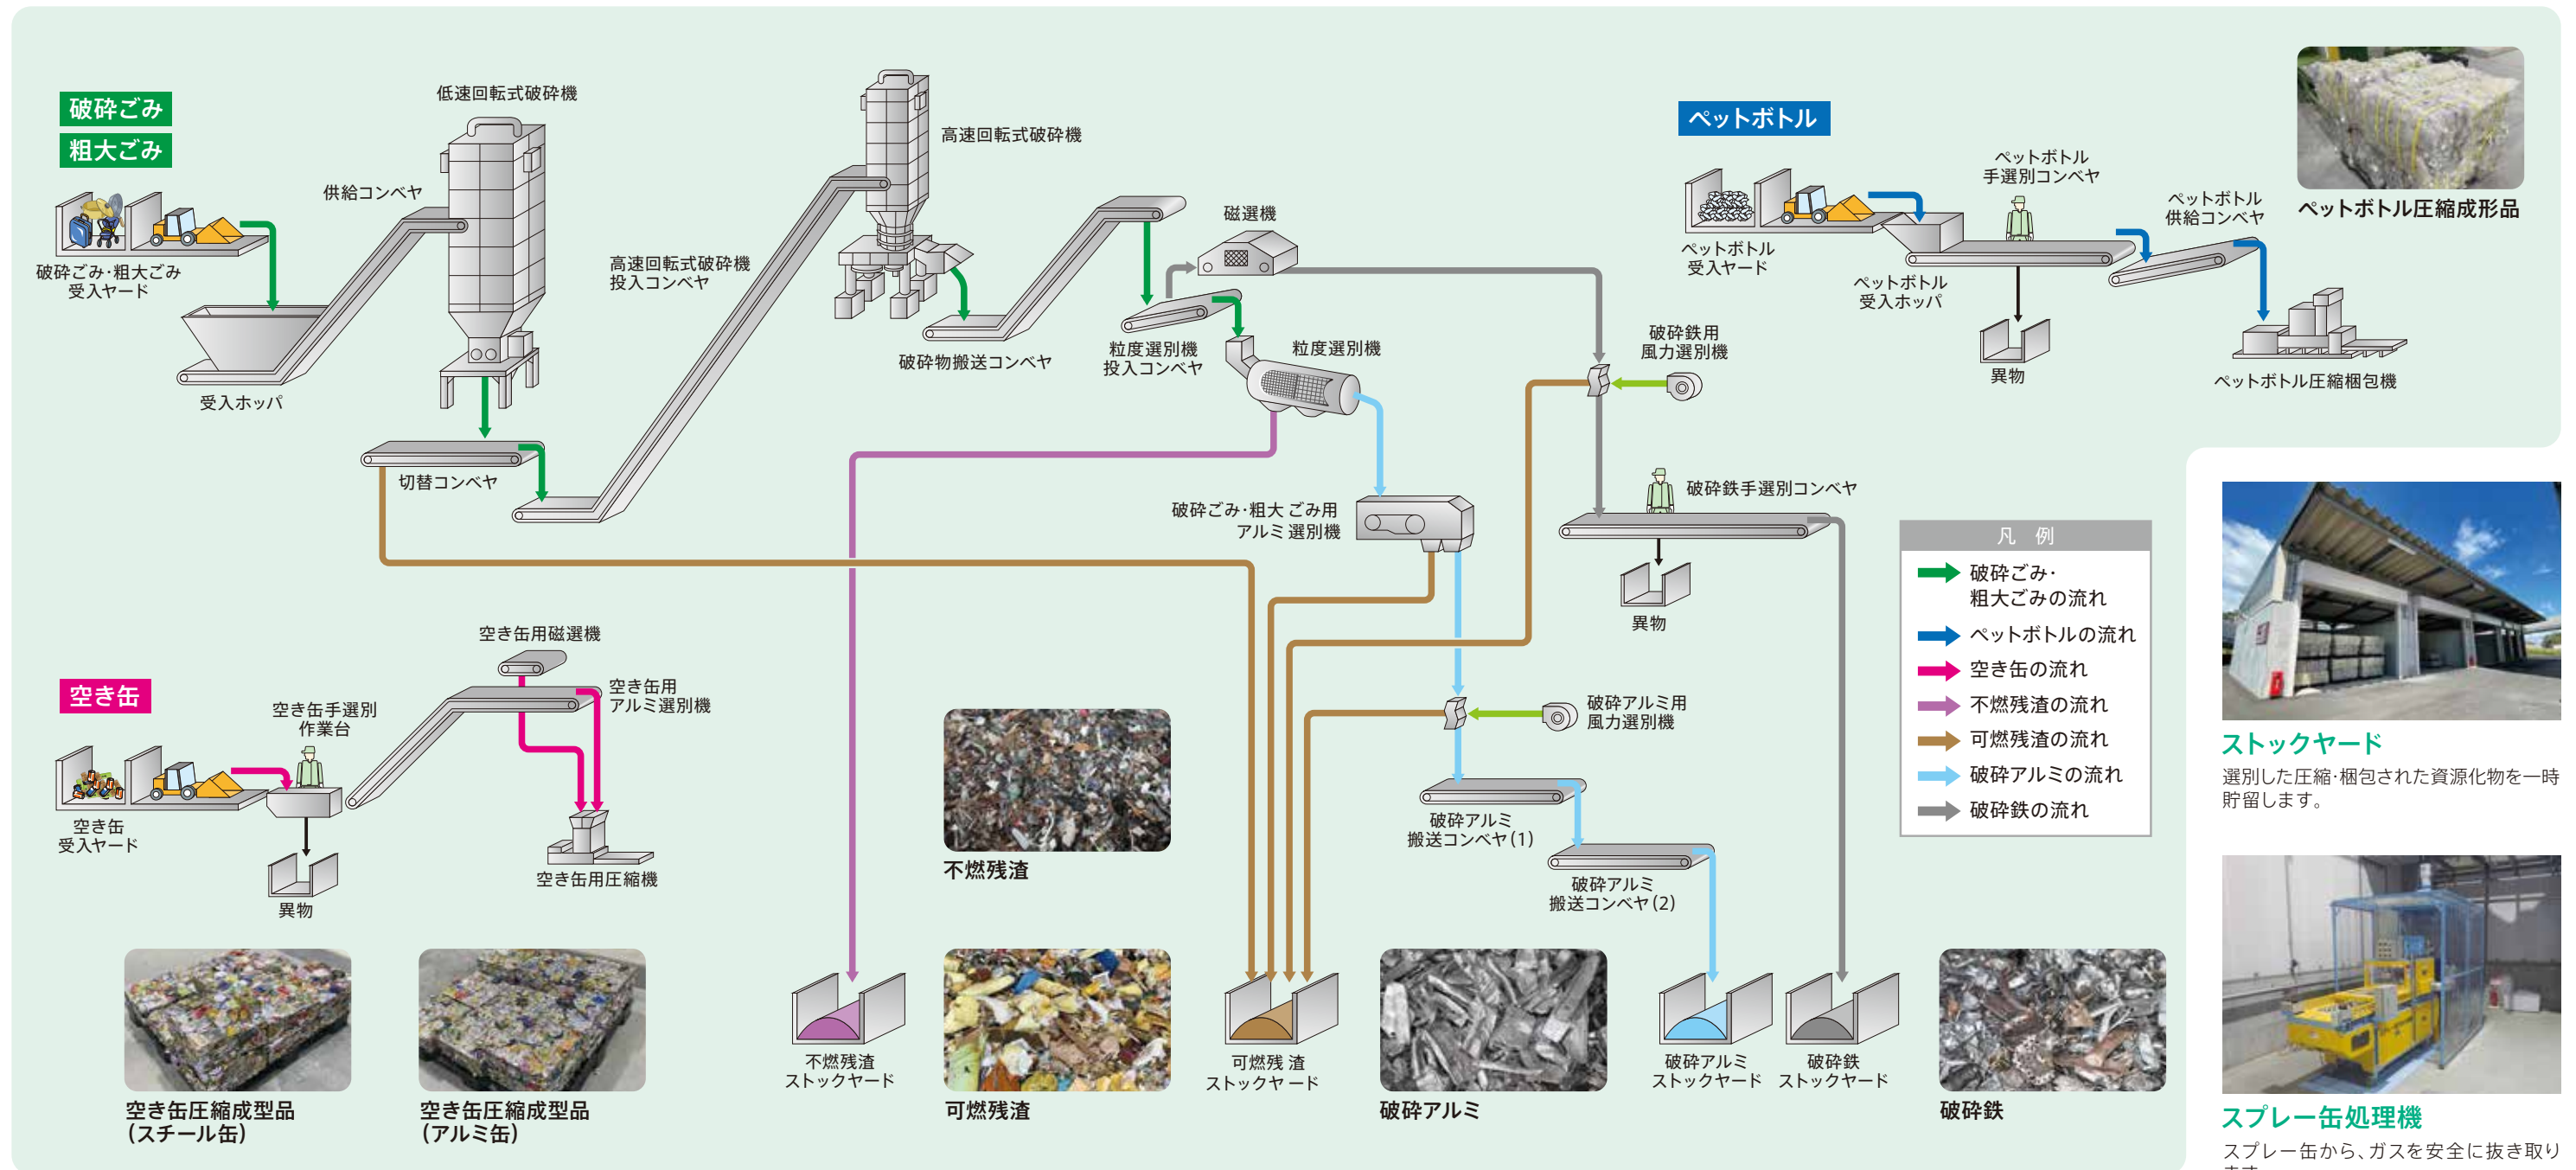 破砕ごみ
粗大ごみ
破砕ごみ・粗大ごみ
受入ヤード
受入ホッパ
供給コンベヤ
低速回転式破砕機
切替コンベヤ
高速回転式破砕機
投入コンベヤ
高速回転式破砕機
破砕物搬送コンベヤ
磁選機
粒度選別機
投入コンベヤ
粒度選別機
破砕鉄用
風力選別機
破砕ごみ・粗大ごみ用
アルミ選別機
破砕鉄手選別コンベヤ
異物
破砕アルミ用
風力選別機
破砕アルミ
搬送コンベヤ(1)
破砕アルミ
搬送コンベヤ(2)
ペットボトル
ペットボトル
受入ヤード
ペットボトル
受入ホッパ
ペットボトル
手選別コンベヤ
異物
ペットボトル
供給コンベヤ
ペットボトル圧縮梱包機
ペットボトル圧縮成形品
空き缶
空き缶
受入ヤード
空き缶手選別
作業台
異物
空き缶用磁選機
空き缶用
アルミ選別機
空き缶用圧縮機
空き缶圧縮成型品
(スチール缶)
空き缶圧縮成型品
(アルミ缶)
不燃残渣
不燃残渣
ストックヤード
可燃残渣
可燃残渣
ストックヤード
破砕アルミ
破砕アルミ
ストックヤード
破砕鉄
ストックヤード
破砕鉄
凡 例
破砕ごみ・
粗大ごみの流れ
ペットボトルの流れ
空き缶の流れ
不燃残渣の流れ
可燃残渣の流れ
破砕アルミの流れ
破砕鉄の流れ
ストックヤード
選別した圧縮・梱包された資源化物を一時
貯留します。
スプレー缶処理機
スプレー缶から、ガスを安全に抜き取り